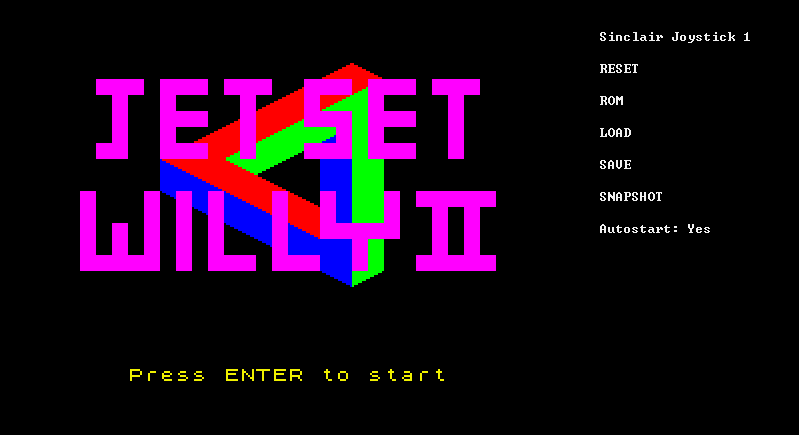 JET SET
WILLY II
Press ENTER to start
Sinclair Joystick 1
RESET
ROM
LOAD
SAVE
SNAPSHOT
Autostart: Yes